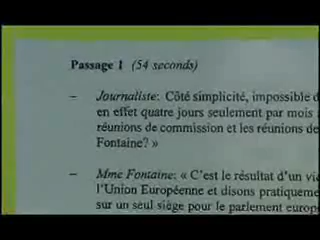 Passage 1 (54 seconds)
– Journaliste: Côté simplicité, impossible d
en effet quatre jours seulement par mois
réunions de commission et les réunions de
Fontaine? »
– Mme Fontaine: « C'est le résultat d'un vie
l'Union Européenne et disons pratiqueme
sur un seul siège pour le parlement europ